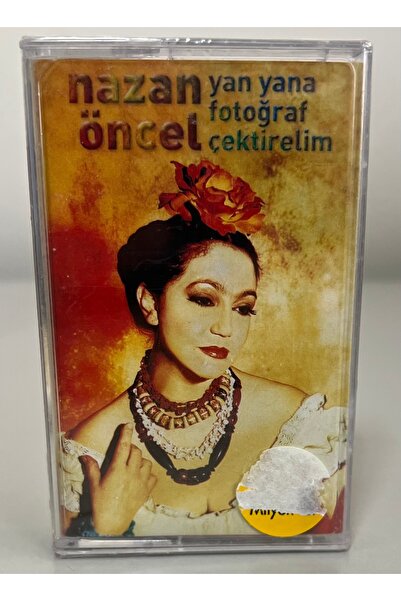 nazan
öncel
yan yana
fotoğraf
çektirelim